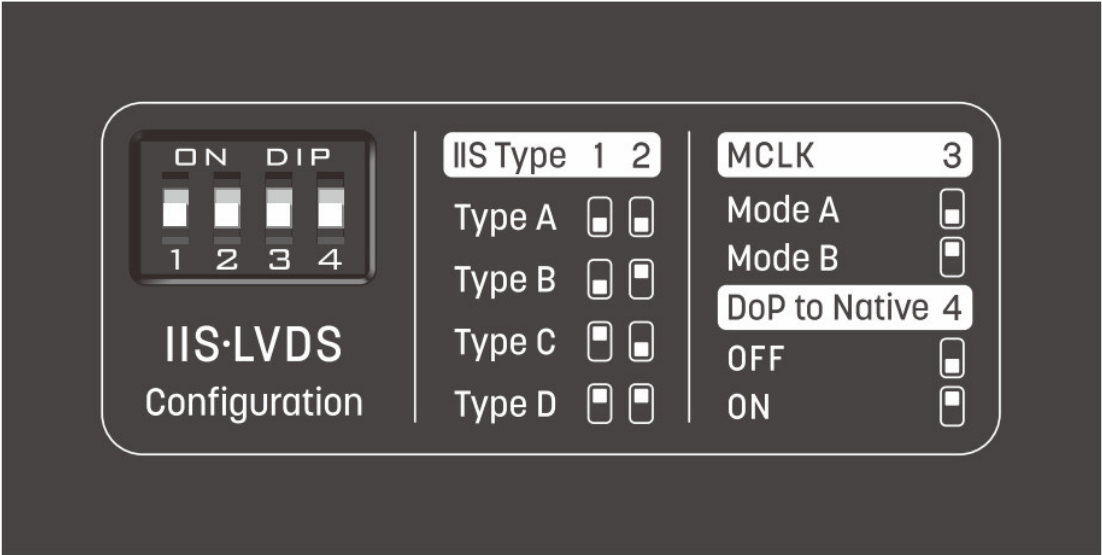 ON DIP
1 2 3 4
IIS·LVDS
Configuration
IIS Type 1 2
Type A
Type B
Type C
Type D
MCLK 3
Mode A
Mode B
DoP to Native 4
OFF
ON